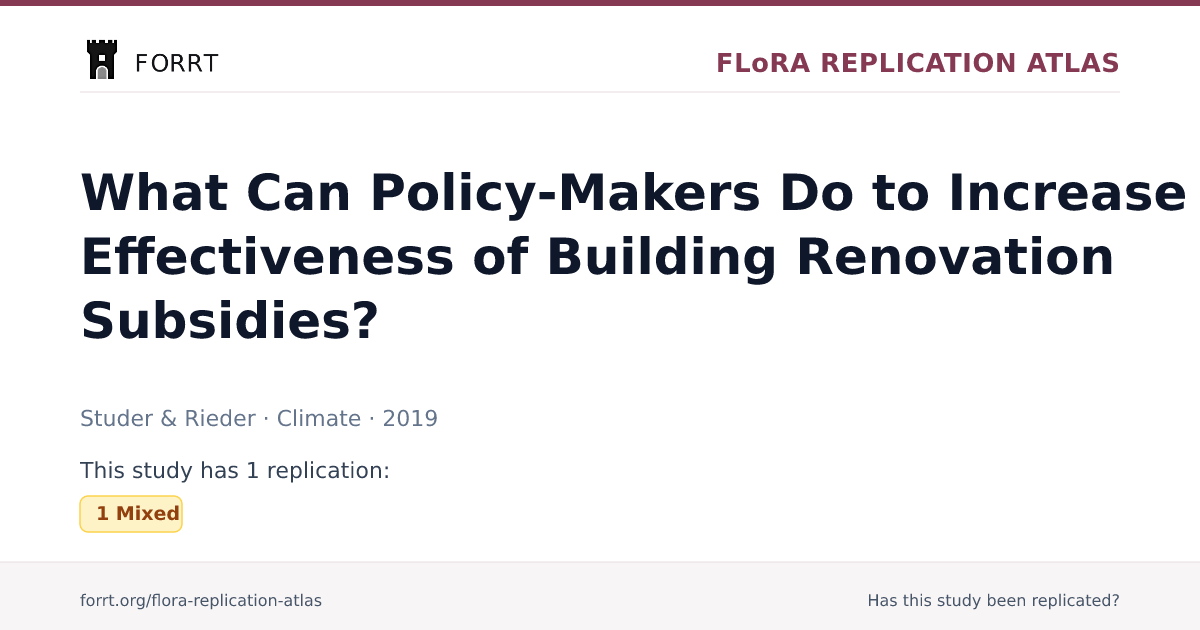 FORRT
FLoRA REPLICATION ATLAS
What Can Policy-Makers Do to Increase
Effectiveness of Building Renovation
Subsidies?
Studer & Rieder · Climate · 2019
This study has 1 replication:
1 Mixed
forrt.org/flora-replication-atlas
Has this study been replicated?